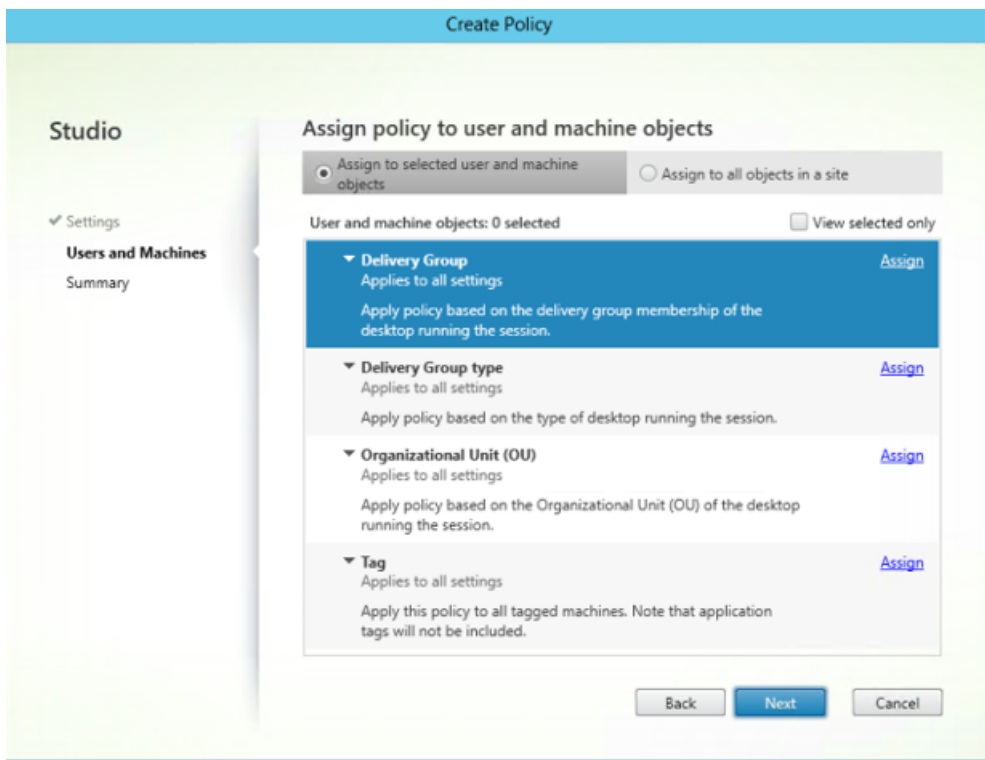 Create Policy
Studio
Settings
Users and Machines
Summary
Assign policy to user and machine objects
Assign to selected user and machine
objects
Assign to all objects in a site
User and machine objects: 0 selected
View selected only
Delivery Group
Assign
Applies to all settings
Apply policy based on the delivery group membership of the
desktop running the session.
Delivery Group type
Assign
Applies to all settings
Apply policy based on the type of desktop running the session.
Organizational Unit (OU)
Assign
Applies to all settings
Apply policy based on the Organizational Unit (OU) of the desktop
running the session.
Tag
Assign
Applies to all settings
Apply this policy to all tagged machines. Note that application
tags will not be included.
Back
Next
Cancel